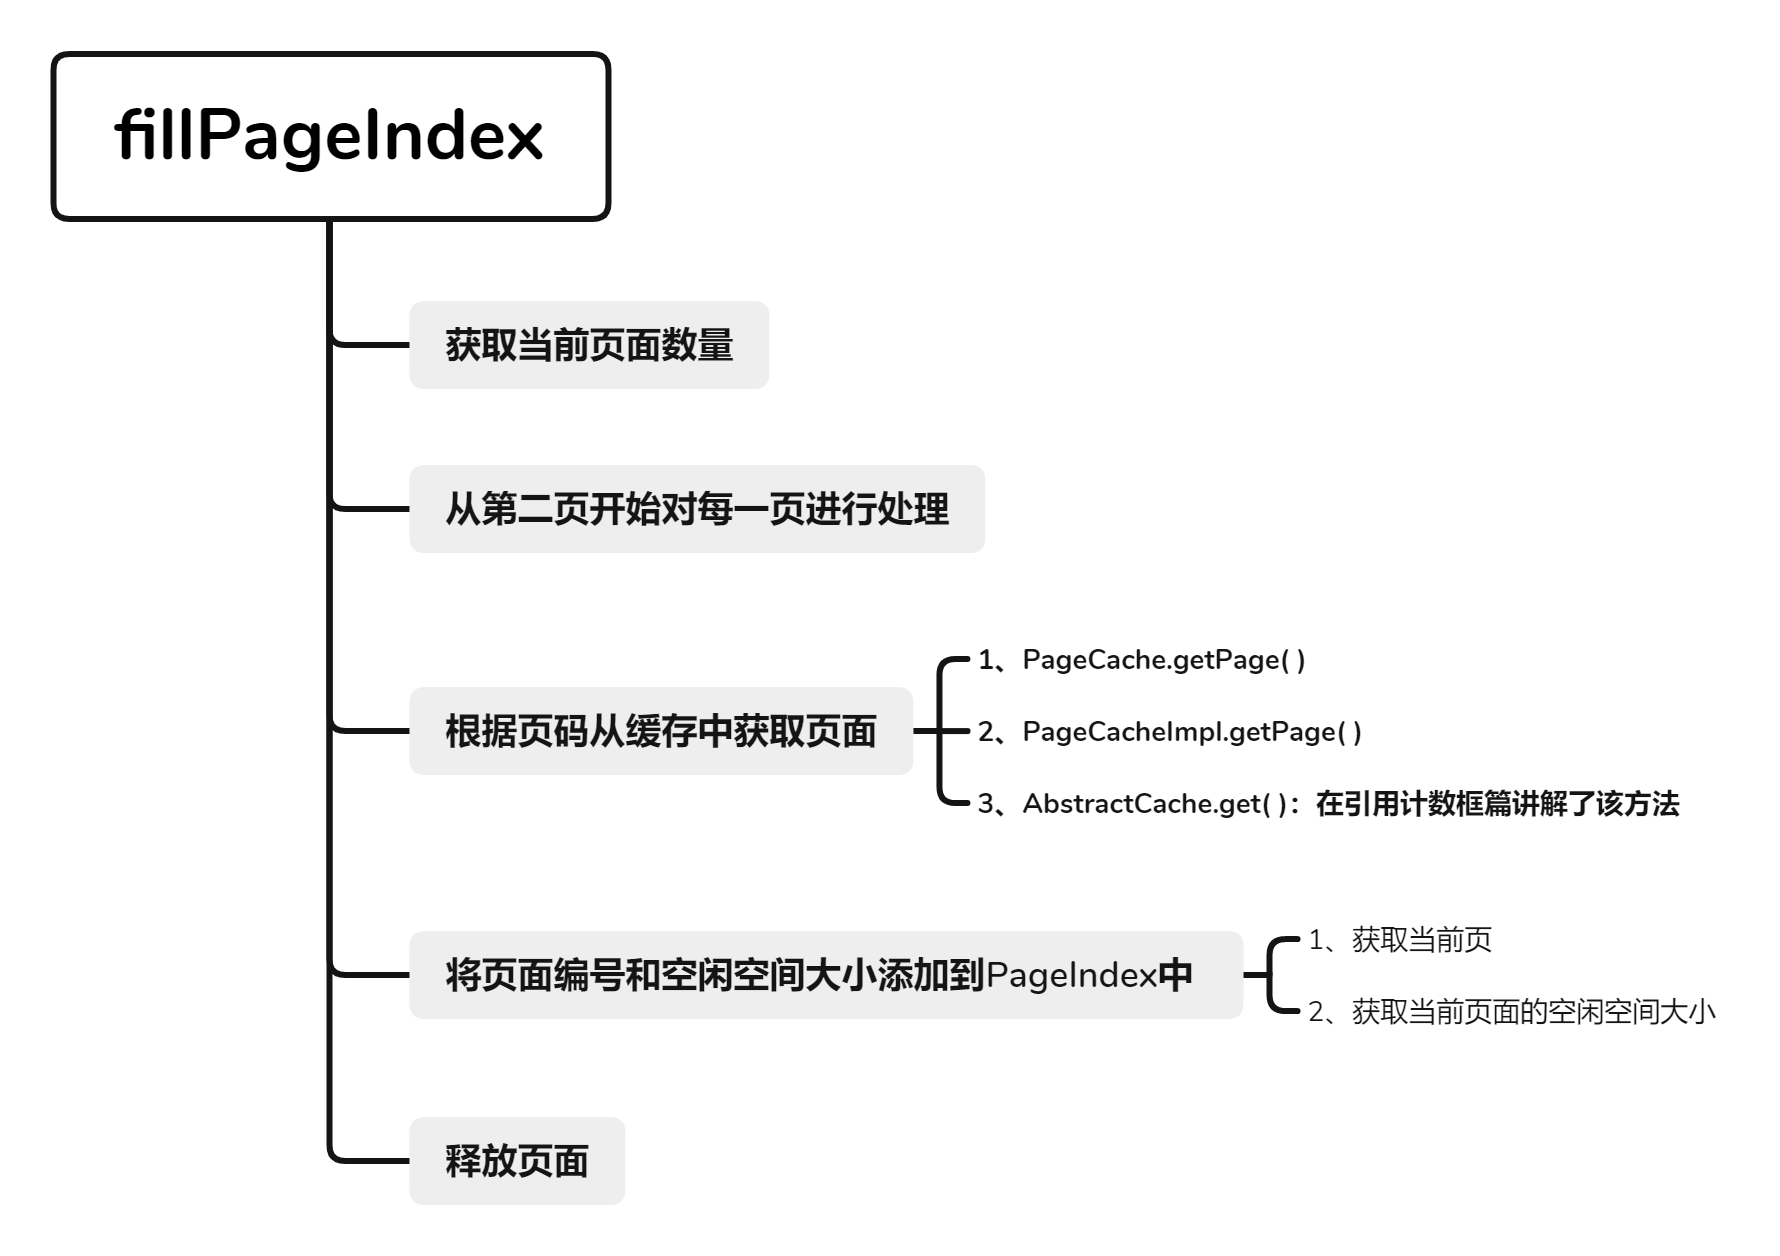 fillPageIndex
获取当前页面数量
从第二页开始对每一页进行处理
根据页码从缓存中获取页面
1、PageCache.getPage( )
2、PageCacheImpl.getPage( )
3、AbstractCache.get( )：在引用计数框篇讲解了该方法
将页面编号和空闲空间大小添加到PageIndex中
1、获取当前页
2、获取当前页面的空闲空间大小
释放页面